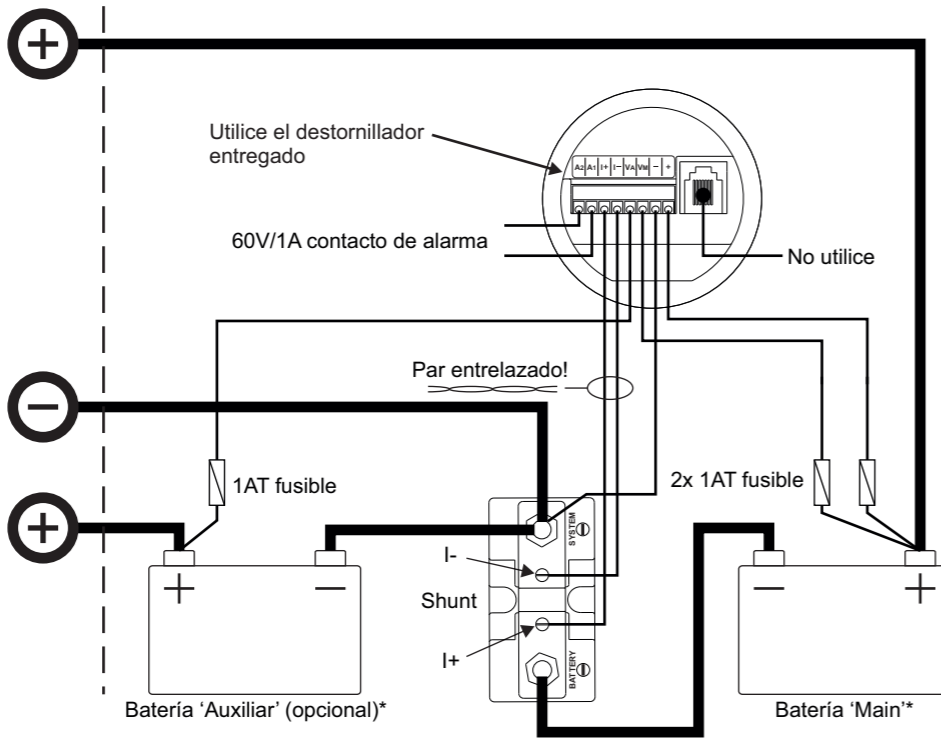 +
Utilice el destornillador
entregado
A2 A1 I+ I- VA VM - +
60V/1A contacto de alarma
No utilice
Par entrelazado!
-
1AT fusible
2x 1AT fusible
+
SYSTEM
I-
Shunt
I+
BATTERY
+ -
- +
Batería ‘Auxiliar’ (opcional)*
Batería ‘Main’*